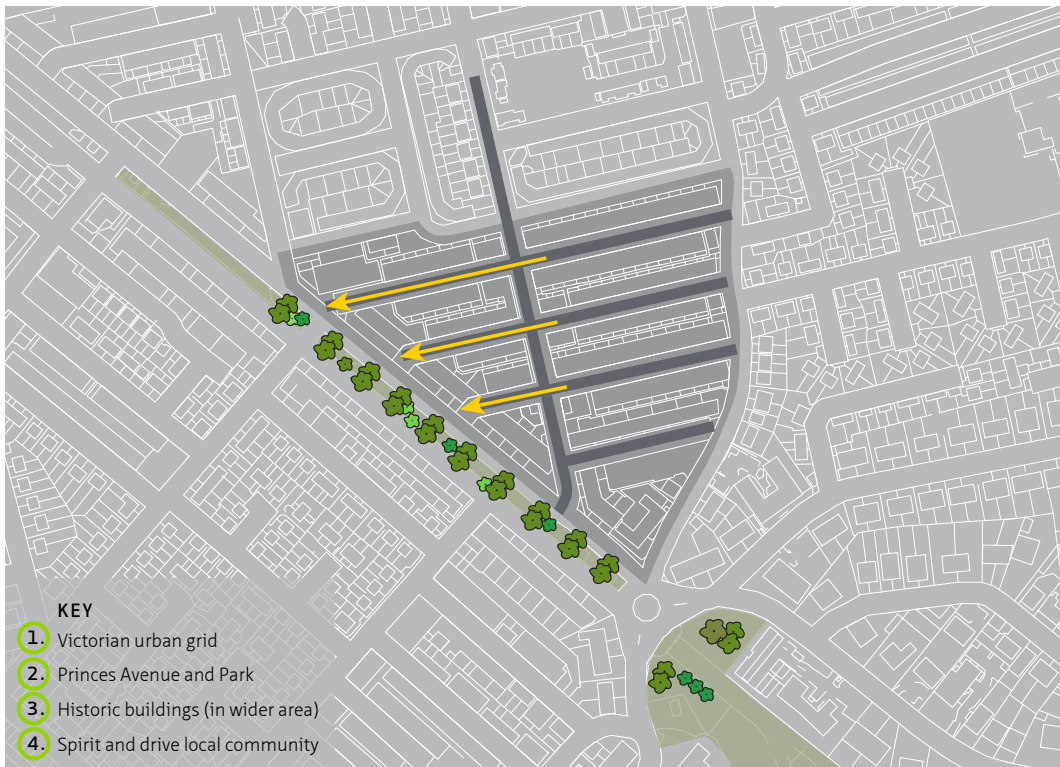 KEY
1. Victorian urban grid
2. Princes Avenue and Park
3. Historic buildings (in wider area)
4. Spirit and drive local community